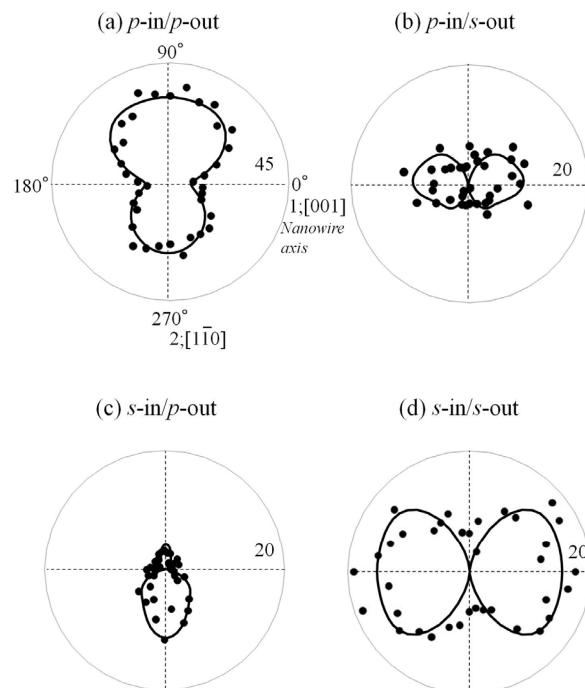 (a) p-in/p-out
(b) p-in/s-out
90°
180°
45
0°
20
1;[001]
Nanowire
axis
270°
2;[11̅0]
(c) s-in/p-out
(d) s-in/s-out
20
20